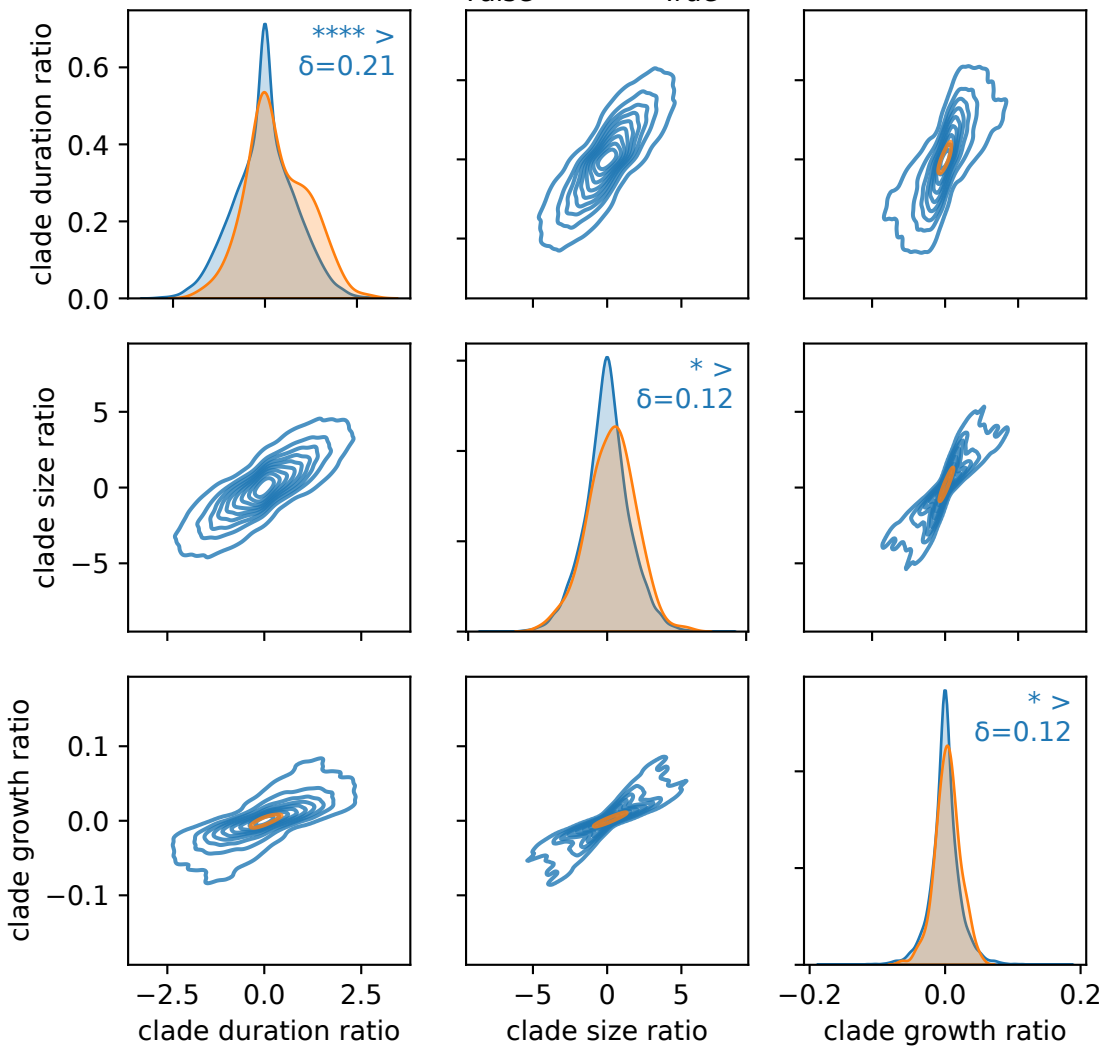 clade duration ratio
0.6
0.4
0.2
0.0
**** >
δ=0.21
clade size ratio
5
0
−5
* >
δ=0.12
clade growth ratio
0.1
0.0
−0.1
* >
δ=0.12
−2.5 0.0 2.5
−5 0 5
−0.2 0.0 0.2
clade duration ratio
clade size ratio
clade growth ratio